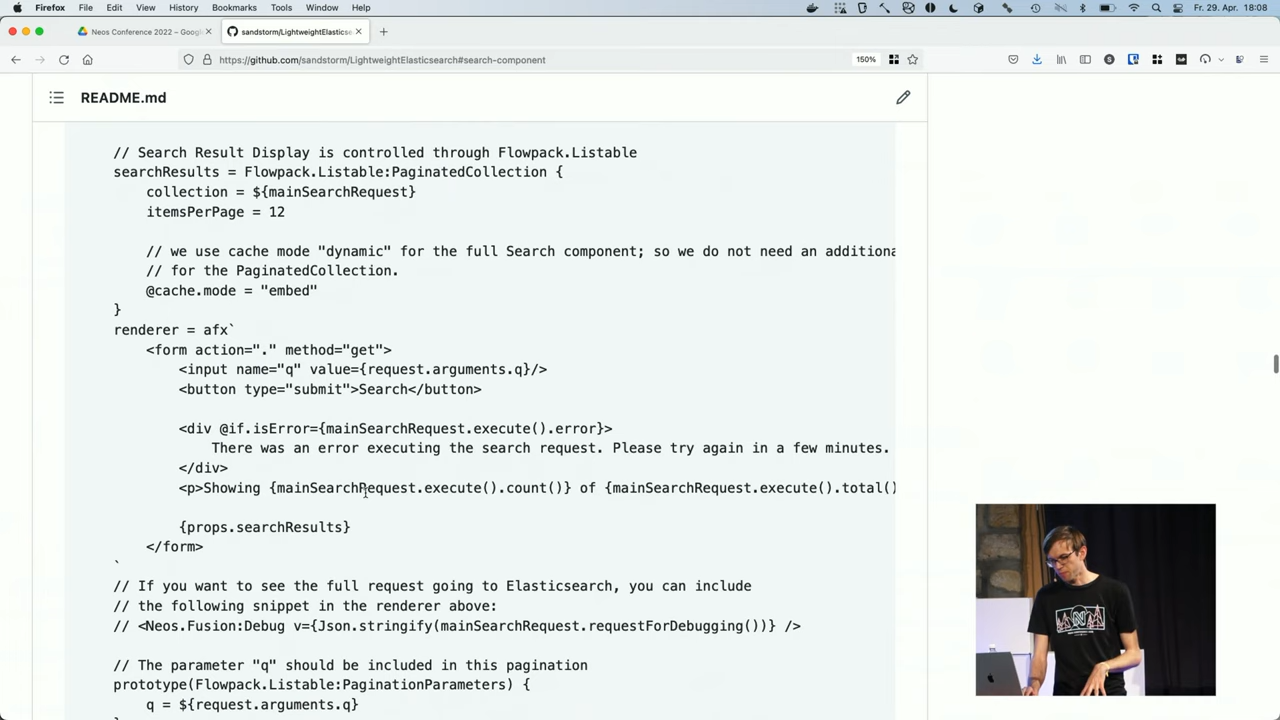 Firefox File Edit View History Bookmarks Tools Window Help Fr. 29. Apr. 18:08
Neos Conference 2022 – Goog
sandstorm/LightweightElasticse
https://github.com/sandstorm/LightweightElasticsearch#search-component 150%
README.md
// Search Result Display is controlled through Flowpack.Listable
searchResults = Flowpack.Listable:PaginatedCollection {
collection = ${mainSearchRequest}
itemsPerPage = 12
// we use cache mode "dynamic" for the full Search component; so we do not need an additiona
// for the PaginatedCollection.
@cache.mode = "embed"
}
renderer = afx`
<form action="." method="get">
<input name="q" value={request.arguments.q}/>
<button type="submit">Search</button>
<div @if.isError={mainSearchRequest.execute().error}>
There was an error executing the search request. Please try again in a few minutes.
</div>
<p>Showing {mainSearchRequest.execute().count()} of {mainSearchRequest.execute().total()
{props.searchResults}
</form>
`
// If you want to see the full request going to Elasticsearch, you can include
// the following snippet in the renderer above:
// <Neos.Fusion:Debug v={Json.stringify(mainSearchRequest.requestForDebugging())} />
// The parameter "q" should be included in this pagination
prototype(Flowpack.Listable:PaginationParameters) {
q = ${request.arguments.q}